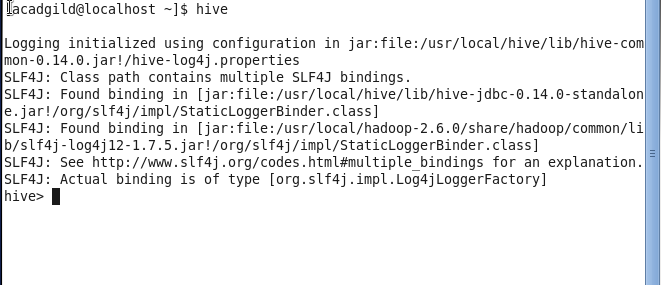 [acadgild@localhost ~]$ hive
Logging initialized using configuration in jar:file:/usr/local/hive/lib/hive-com
mon-0.14.0.jar!/hive-log4j.properties
SLF4J: Class path contains multiple SLF4J bindings.
SLF4J: Found binding in [jar:file:/usr/local/hive/lib/hive-jdbc-0.14.0-standalon
e.jar!/org/slf4j/impl/StaticLoggerBinder.class]
SLF4J: Found binding in [jar:file:/usr/local/hadoop-2.6.0/share/hadoop/common/li
b/slf4j-log4j12-1.7.5.jar!/org/slf4j/impl/StaticLoggerBinder.class]
SLF4J: See http://www.slf4j.org/codes.html#multiple_bindings for an explanation.
SLF4J: Actual binding is of type [org.slf4j.impl.Log4jLoggerFactory]
hive>